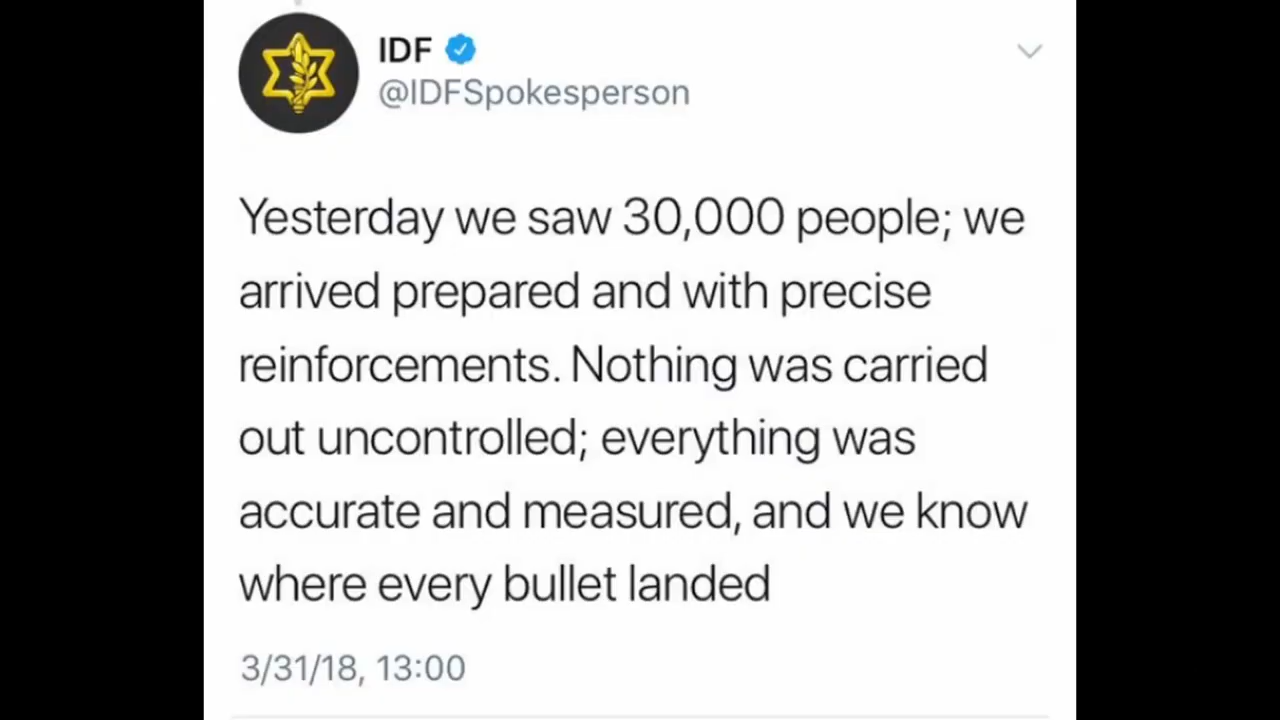 IDF
@IDFSpokesperson
Yesterday we saw 30,000 people; we
arrived prepared and with precise
reinforcements. Nothing was carried
out uncontrolled; everything was
accurate and measured, and we know
where every bullet landed
3/31/18, 13:00